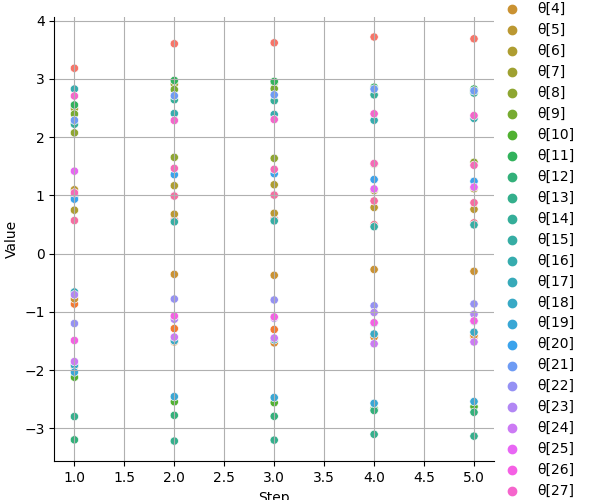 4
3
2
1
0
−1
−2
−3
Value
1.0 1.5 2.0 2.5 3.0 3.5 4.0 4.5 5.0
Step
θ[4]
θ[5]
θ[6]
θ[7]
θ[8]
θ[9]
θ[10]
θ[11]
θ[12]
θ[13]
θ[14]
θ[15]
θ[16]
θ[17]
θ[18]
θ[19]
θ[20]
θ[21]
θ[22]
θ[23]
θ[24]
θ[25]
θ[26]
θ[27]